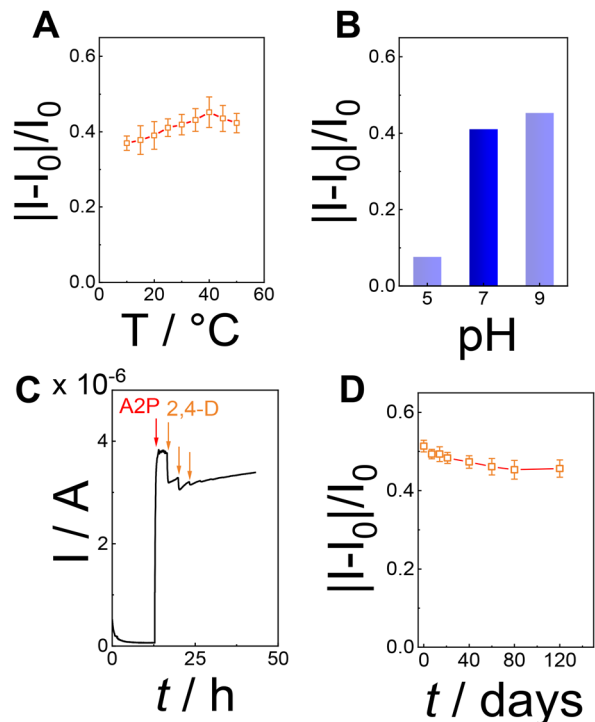 A
|I-I0|/I0
0.6
0.4
0.2
0.0
0 20 40 60
T / °C
B
|I-I0|/I0
0.6
0.4
0.2
0.0
5 7 9
pH
C
x 10-6
A2P 2,4-D
I / A
4
2
0
0 25 50
t / h
D
|I-I0|/I0
0.6
0.4
0.2
0.0
0 40 80 120
t / days